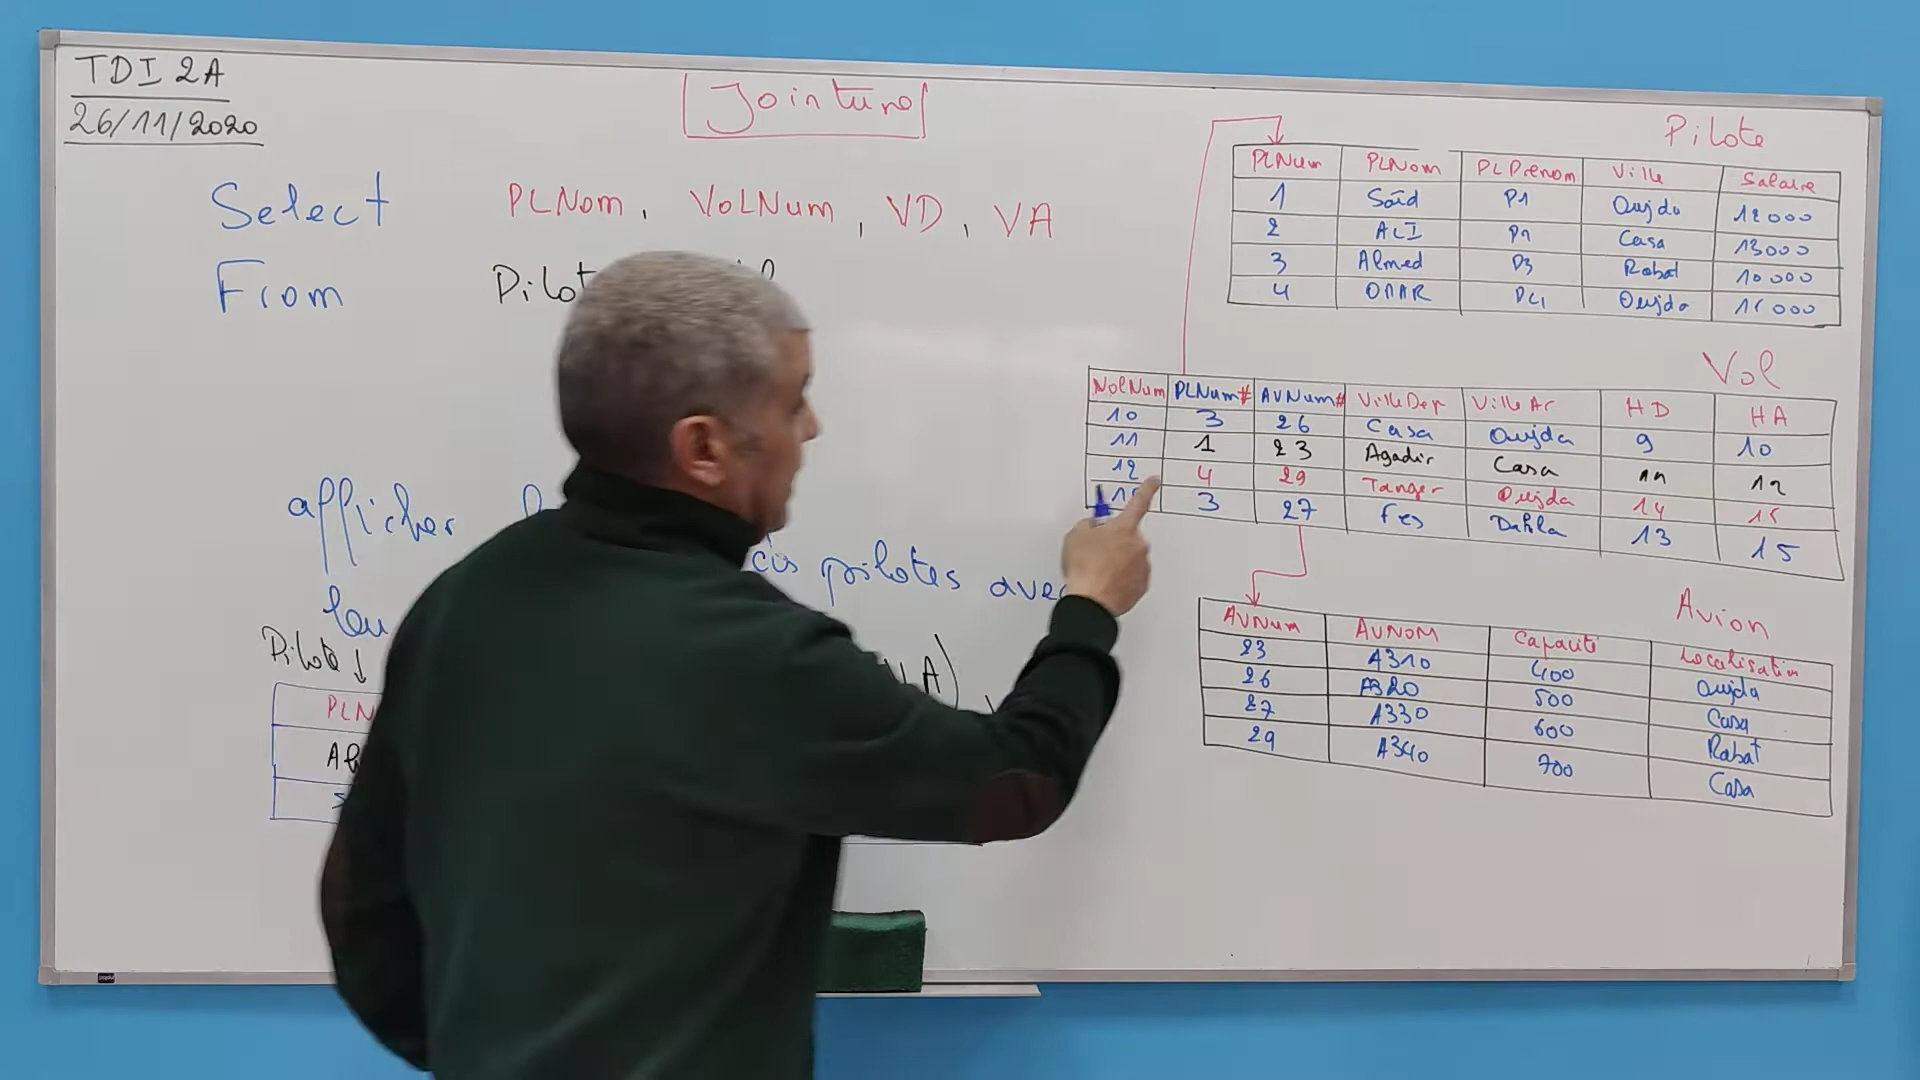 TDI 2A
26/11/2020
Jointure
Select PLNom, VolNum, VD, VA
From
afficher
pilotes
Pilote
Pilote
PLNum PLNom PLPrenom Ville Salaire
1 Said P1 Oujda 12000
2 ALI P2 Casa 13000
3 Ahmed P3 Rabat 10000
4 OMAR P4 Oujda
Vol
VolNum PLNum# AVNum# VilleDep VilleAr HD HA
10 3 26 Casa Oujda 9 10
11 1 23 Agadir Casa 11 12
12 4 29 Tanger Oujda 14 15
3 27 Fes Dakhla 13 15
Avion
AVNum AVNOM Capacité Localisation
23 A310 400 Oujda
26 A320 500 Casa
27 A330 600 Rabat
29 A340 700 Casa